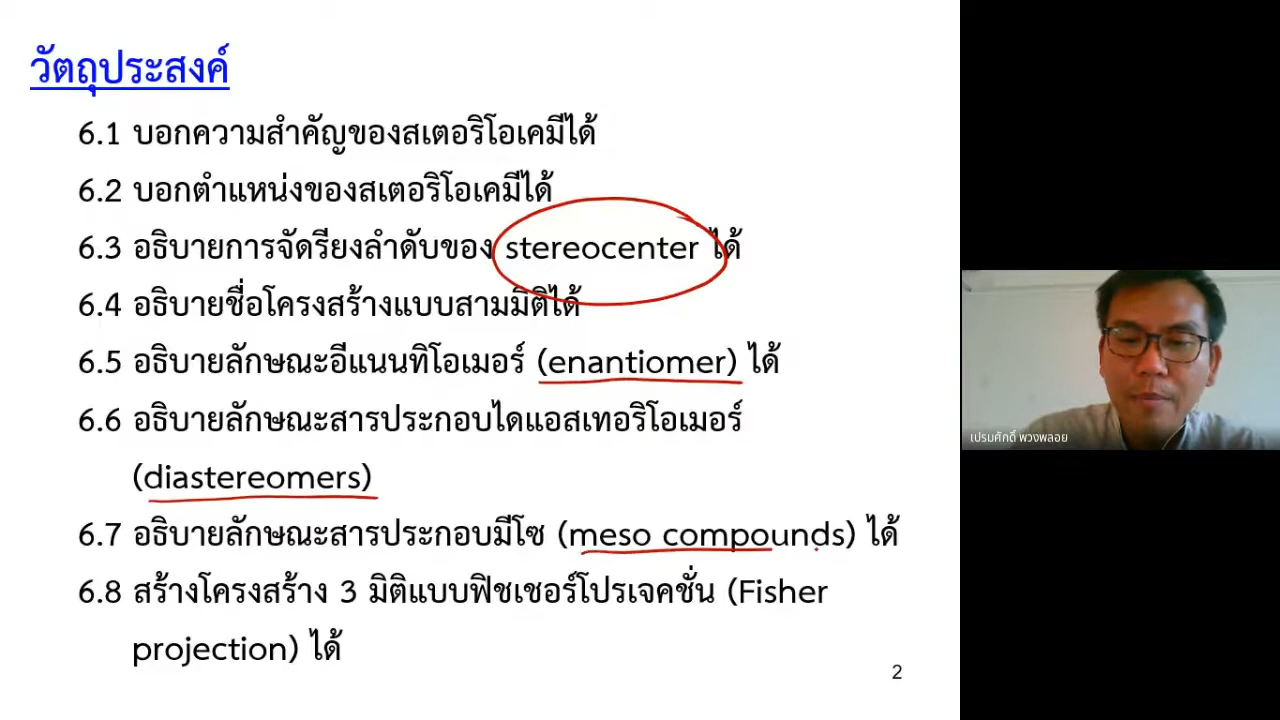 วัตถุประสงค์
6.1 บอกความสำคัญของสเตอริโอเคมีได้
6.2 บอกตำแหน่งของสเตอริโอเคมีได้
6.3 อธิบายการจัดรียงลำดับของ stereocenter ได้
6.4 อธิบายชื่อโครงสร้างแบบสามมิติได้
6.5 อธิบายลักษณะอีแนนทิโอเมอร์ (enantiomer) ได้
6.6 อธิบายลักษณะสารประกอบไดแอสเทอริโอเมอร์
(diastereomers)
6.7 อธิบายลักษณะสารประกอบมีโซ (meso compounds) ได้
6.8 สร้างโครงสร้าง 3 มิติแบบฟิชเชอร์โปรเจคชั่น (Fisher
projection) ได้
2
เปรมศักดิ์ พวงพลอย